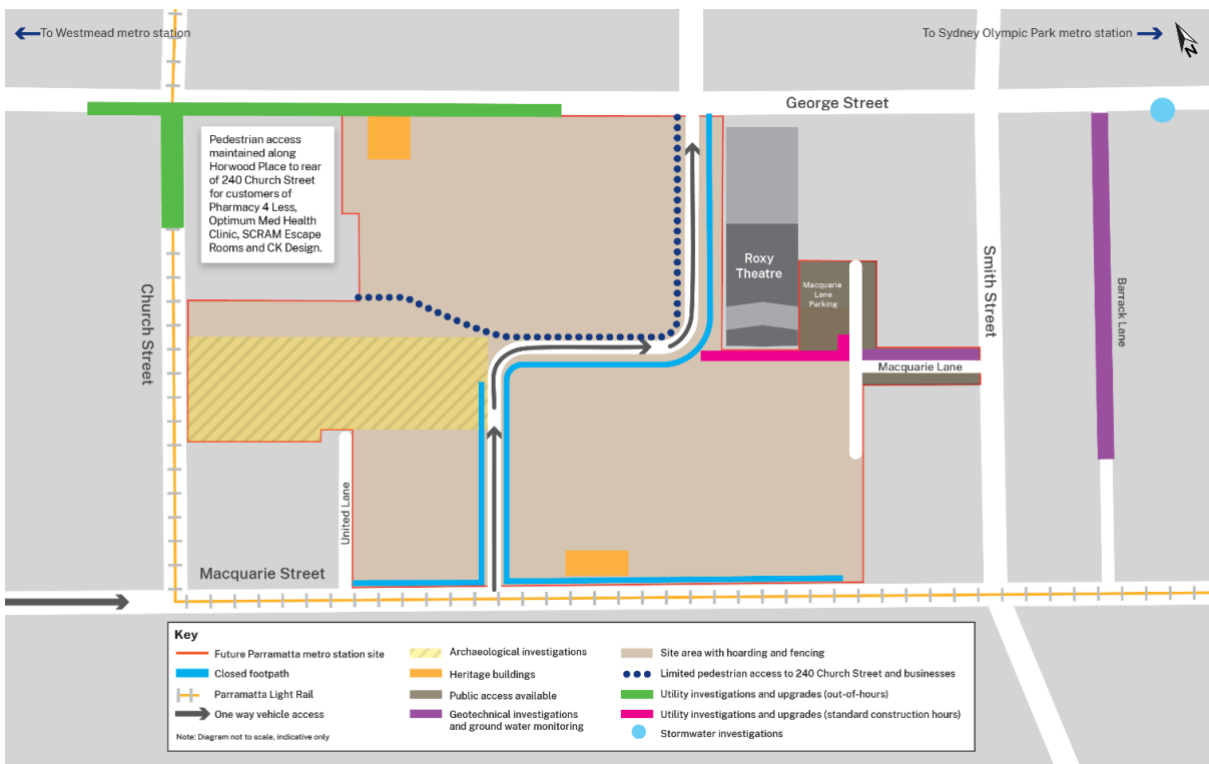 To Westmead metro station
To Sydney Olympic Park metro station
N
George Street
Pedestrian access
maintained along
Horwood Place to rear
of 240 Church Street
for customers of
Pharmacy 4 Less,
Optimum Med Health
Clinic, SCRAM Escape
Rooms and CK Design.
Roxy
Theatre
Macquarie
Lane
Parking
Church Street
Smith Street
Barrack Lane
Macquarie Lane
United Lane
Macquarie Street
Key
Future Parramatta metro station site
Closed footpath
Parramatta Light Rail
One way vehicle access
Note: Diagram not to scale, indicative only
Archaeological investigations
Heritage buildings
Public access available
Geotechnical investigations
and ground water monitoring
Site area with hoarding and fencing
Limited pedestrian access to 240 Church Street and businesses
Utility investigations and upgrades (out-of-hours)
Utility investigations and upgrades (standard construction hours)
Stormwater investigations